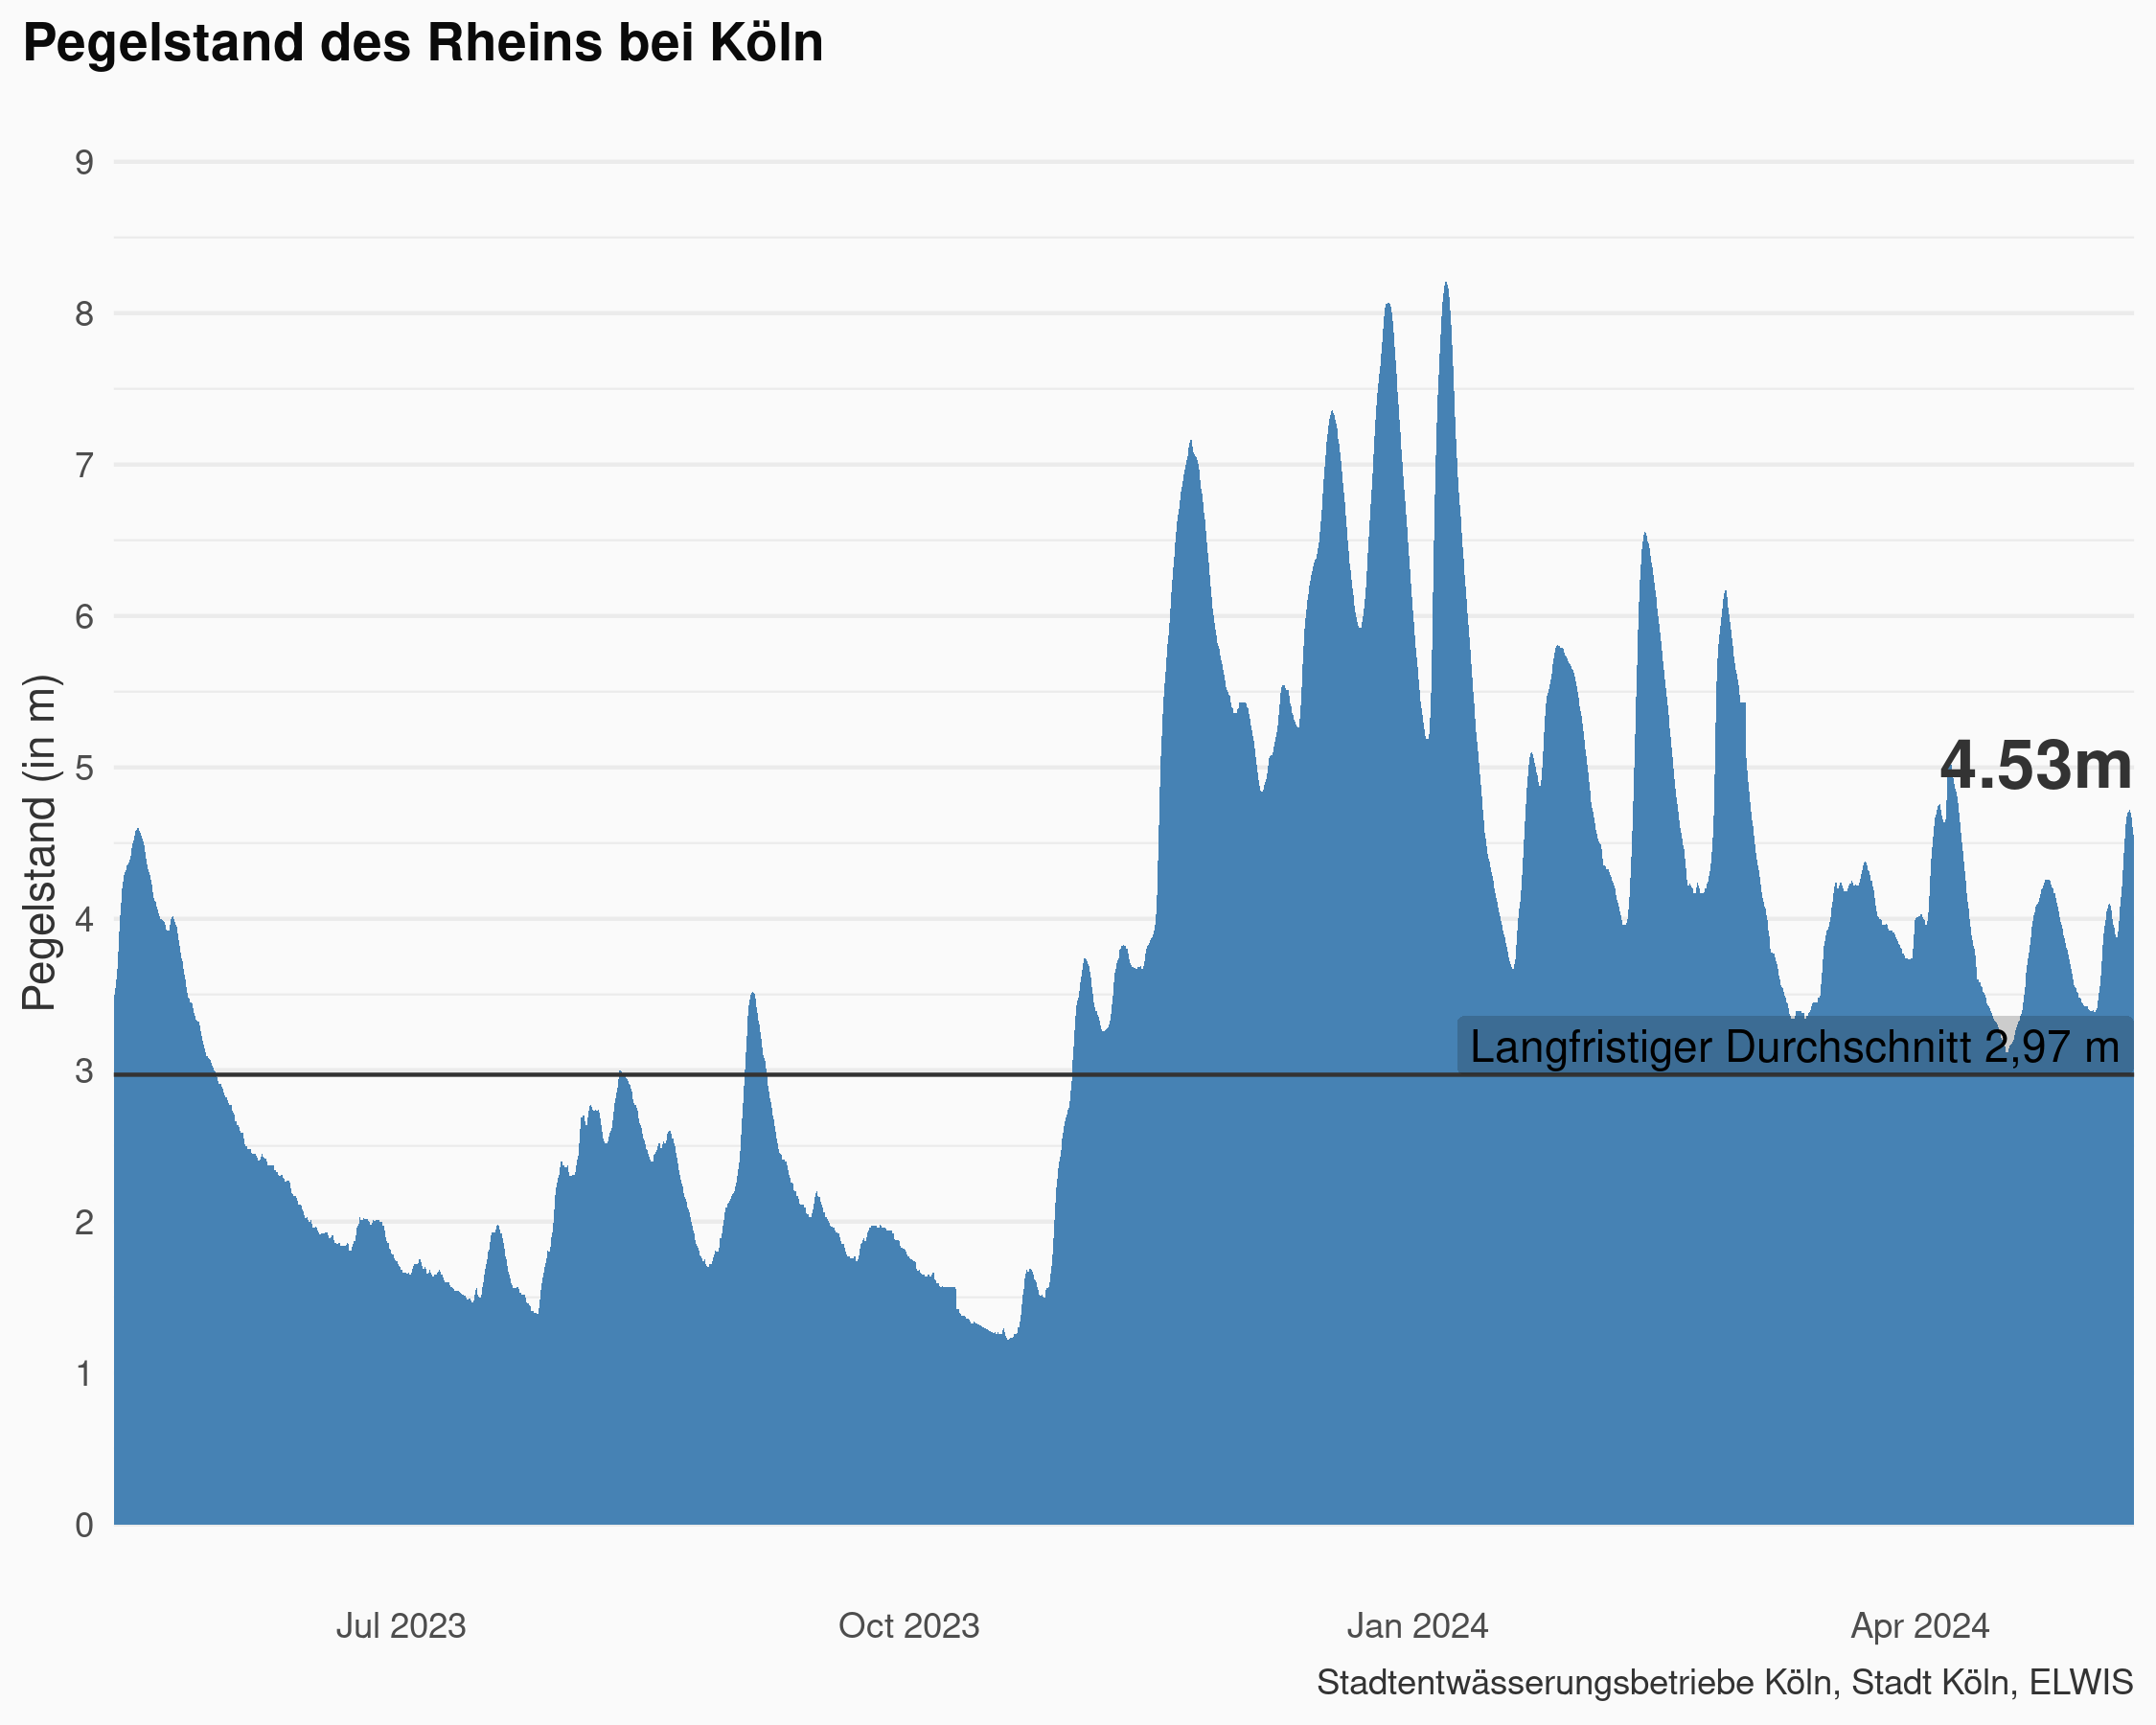 Pegelstand des Rheins bei Köln
Pegelstand (in m)
9
8
7
6
5
4
3
2
1
0
4.53m
Langfristiger Durchschnitt 2,97 m
Jul 2023
Oct 2023
Jan 2024
Apr 2024
Stadtentwässerungsbetriebe Köln, Stadt Köln, ELWIS